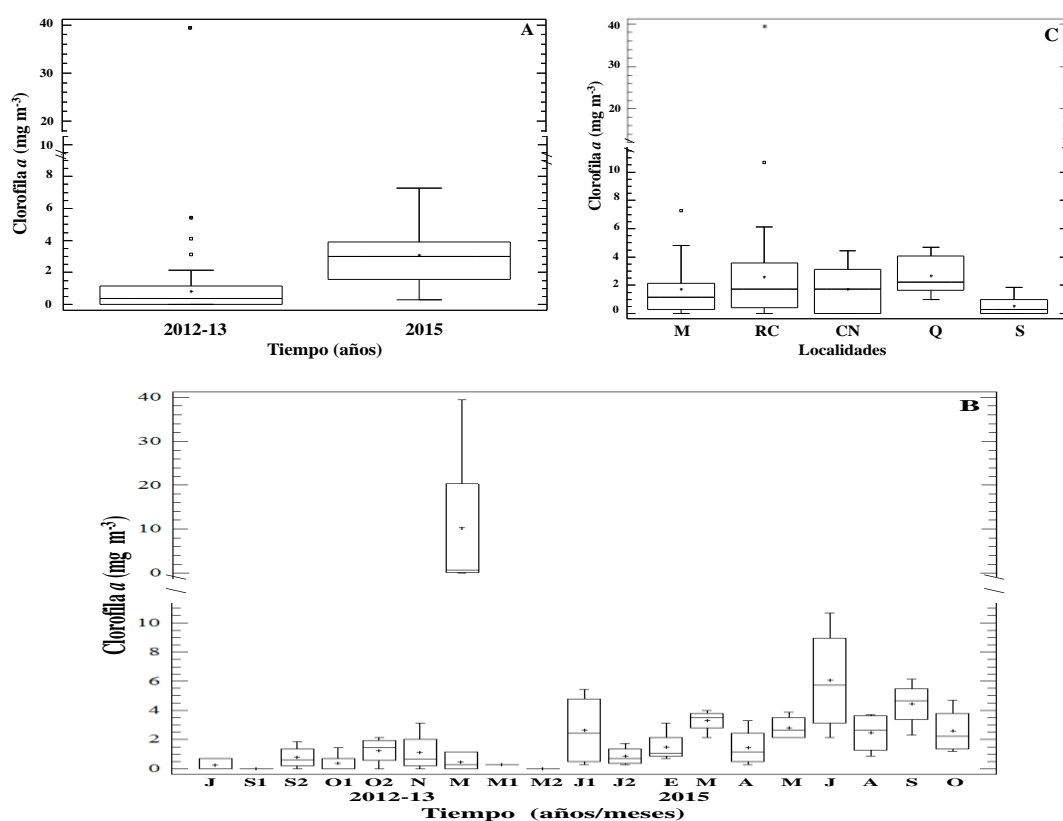 A
Clorofila a (mg m-3)
40
30
20
10
8
6
4
2
0
2012-13 2015
Tiempo (años)
C
Clorofila a (mg m-3)
40
30
20
10
8
6
4
2
0
M RC CN Q S
Localidades
B
Clorofila a (mg m-3)
40
30
20
10
0
10
8
6
4
2
0
J S1 S2 O1 O2 N M M1 M2 J1 J2 E M A M J A S O
2012-13 2015
Tiempo (años/meses)